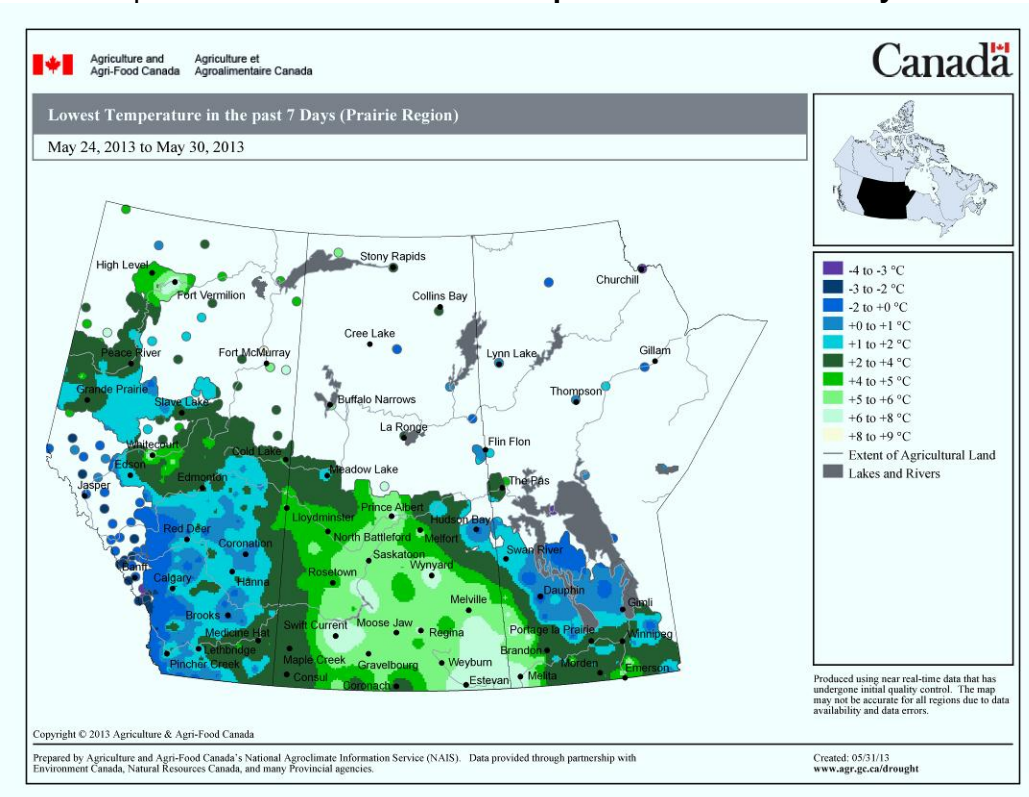 Agriculture and Agriculture et
Agri-Food Canada Agroalimentaire Canada
Canada
Lowest Temperature in the past 7 Days (Prairie Region)
May 24, 2013 to May 30, 2013
Stony Rapids
High Level
Churchill
Fort Vermilion
Collins Bay
Cree Lake
Peace River
Fort McMurray
Lynn Lake
Gillam
Grande Prairie
Thompson
Slave Lake
Buffalo Narrows
La Ronge
Flin Flon
Whitecourt
Cold Lake
Edson
Meadow Lake
Edmonton
The Pas
Jasper
Prince Albert
Lloydminster
Hudson Bay
Red Deer
North Battleford
Melfort
Coronation
Saskatoon
Swan River
Wynyard
Banff
Rosetown
Calgary
Hanna
Dauphin
Melville
Gimli
Brooks
Swift Current
Moose Jaw
Regina
Portage la Prairie
Medicine Hat
Winnipeg
Lethbridge
Brandon
Pincher Creek
Maple Creek
Gravelbourg
Weyburn
Morden
Emerson
Consul
Coronach
Estevan
Melita
-4 to -3 °C
-3 to -2 °C
-2 to +0 °C
+0 to +1 °C
+1 to +2 °C
+2 to +4 °C
+4 to +5 °C
+5 to +6 °C
+6 to +8 °C
+8 to +9 °C
Extent of Agricultural Land
Lakes and Rivers
Produced using near real-time data that has
undergone initial quality control. The map
may not be accurate for all regions due to data
availability and data errors.
Copyright © 2013 Agriculture & Agri-Food Canada
Prepared by Agriculture and Agri-Food Canada's National Agroclimate Information Service (NAIS). Data provided through partnership with
Environment Canada, Natural Resources Canada, and many Provincial agencies.
Created: 05/31/13
www.agr.gc.ca/drought